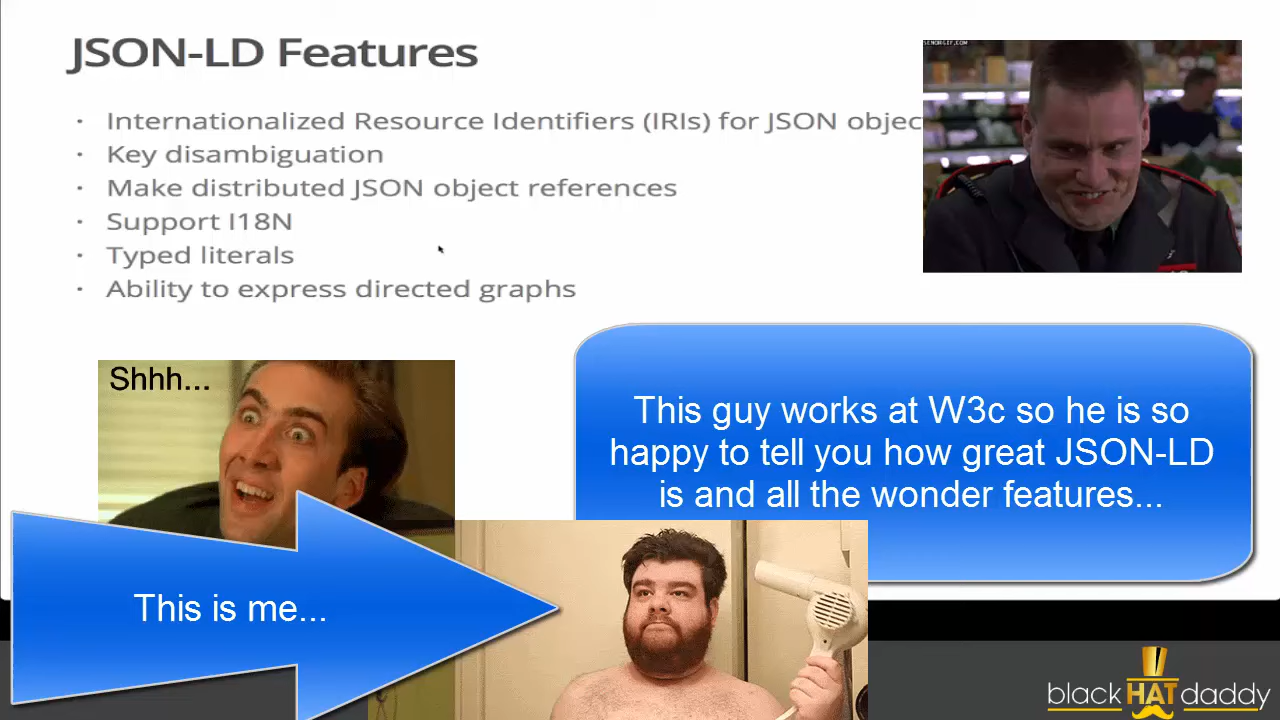 JSON-LD Features
SENORGIF.COM
· Internationalized Resource Identifiers (IRIs) for JSON objec
· Key disambiguation
· Make distributed JSON object references
· Support I18N
· Typed literals
· Ability to express directed graphs
Shhh...
This guy works at W3c so he is so
happy to tell you how great JSON-LD
is and all the wonder features...
This is me...
blackHATdaddy